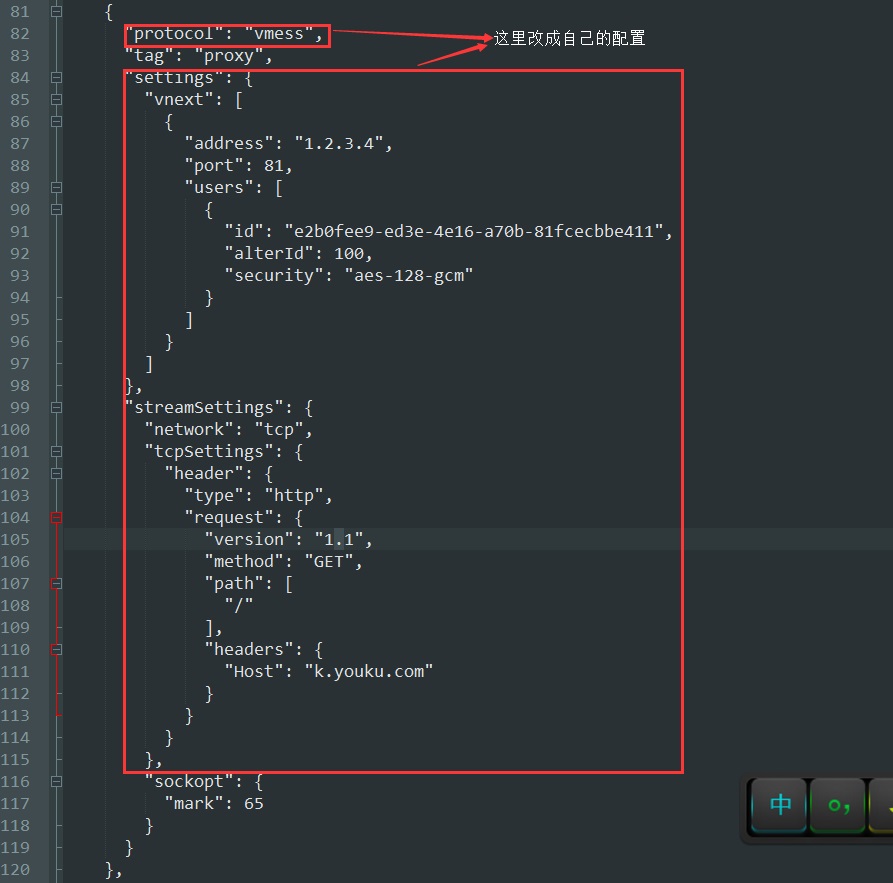 81 {
82 "protocol": "vmess", 这里改成自己的配置
83 "tag": "proxy",
84 "settings": {
85 "vnext": [
86 {
87 "address": "1.2.3.4",
88 "port": 81,
89 "users": [
90 {
91 "id": "e2b0fee9-ed3e-4e16-a70b-81fcecbbe411",
92 "alterId": 100,
93 "security": "aes-128-gcm"
94 }
95 ]
96 }
97 ]
98 },
99 "streamSettings": {
100 "network": "tcp",
101 "tcpSettings": {
102 "header": {
103 "type": "http",
104 "request": {
105 "version": "1.1",
106 "method": "GET",
107 "path": [
108 "/"
109 ],
110 "headers": {
111 "Host": "k.youku.com"
112 }
113 }
114 }
115 },
116 "sockopt": {
117 "mark": 65
118 }
119 }
120 },
中 o,